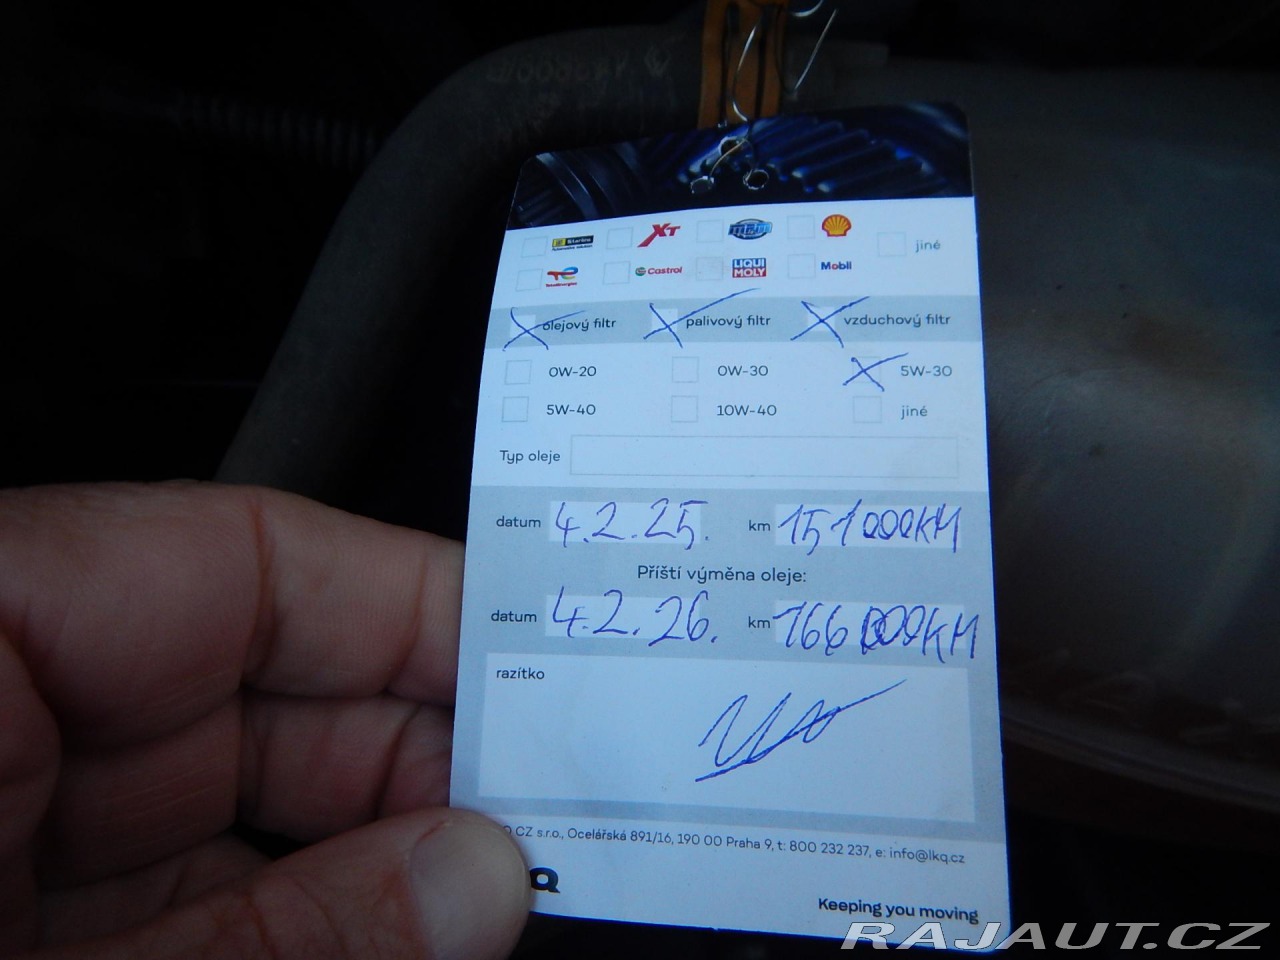 Starline XT mpm jiné
TotalEnergies Castrol LIQUI MOLY Mobil
olejový filtr palivový filtr vzduchový filtr
0W-20 0W-30 5W-30
5W-40 10W-40 jiné
Typ oleje
datum 4.2.25. km 151000KM
Příští výměna oleje:
datum 4.2.26. km 166000KM
razítko
Q CZ s.r.o., Ocelářská 891/16, 190 00 Praha 9, t: 800 232 237, e: info@lkq.cz
Q
Keeping you moving
RAJAUT.CZ